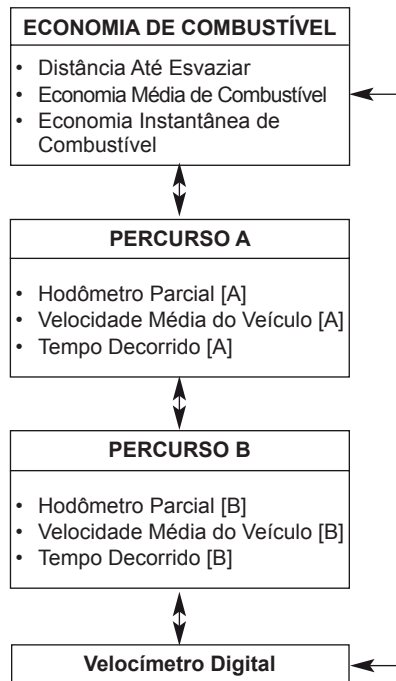 ECONOMIA DE COMBUSTÍVEL
• Distância Até Esvaziar
• Economia Média de Combustível
• Economia Instantânea de
Combustível
PERCURSO A
• Hodômetro Parcial [A]
• Velocidade Média do Veículo [A]
• Tempo Decorrido [A]
PERCURSO B
• Hodômetro Parcial [B]
• Velocidade Média do Veículo [B]
• Tempo Decorrido [B]
Velocímetro Digital